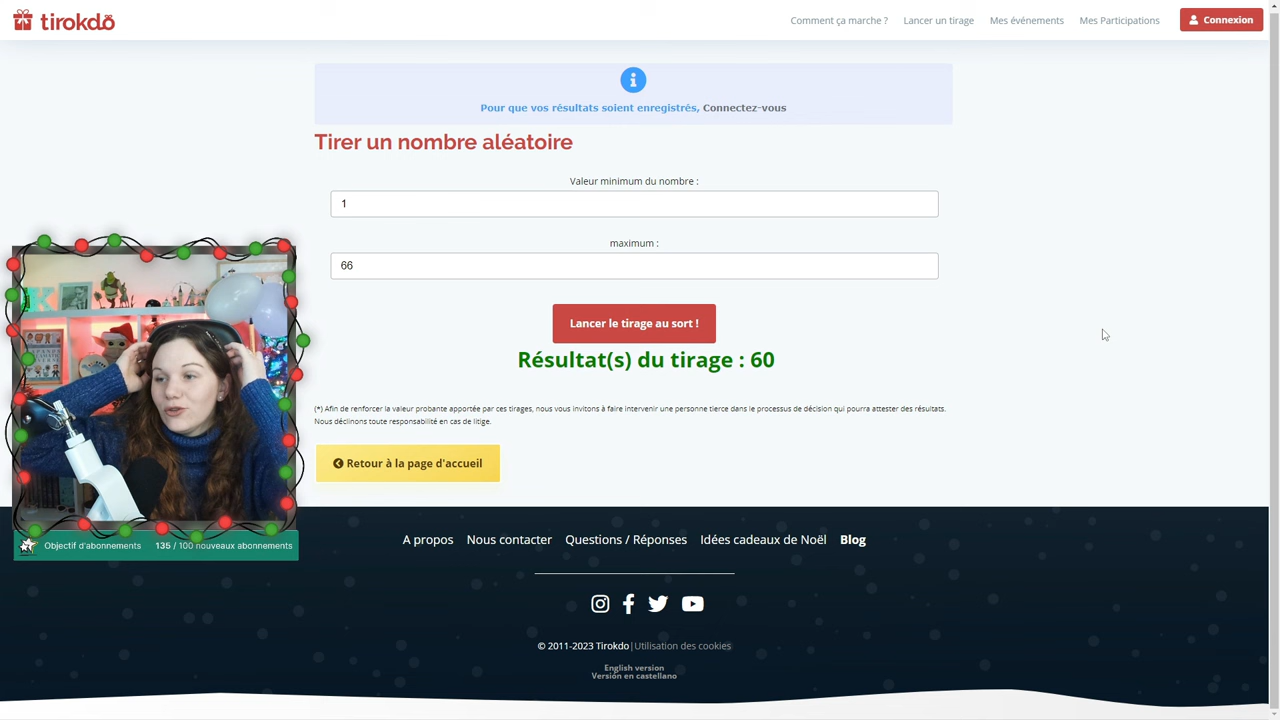 tirokdo
Comment ça marche ?
Lancer un tirage
Mes événements
Mes Participations
Connexion
Pour que vos résultats soient enregistrés, Connectez-vous
Tirer un nombre aléatoire
Valeur minimum du nombre :
1
maximum :
66
Lancer le tirage au sort !
Résultat(s) du tirage : 60
(*) Afin de renforcer la valeur probante apportée par ces tirages, nous vous invitons à faire intervenir une personne tierce dans le processus de décision qui pourra attester des résultats.
Nous déclinons toute responsabilité en cas de litige.
Retour à la page d'accueil
Objectif d'abonnements 135 / 100 nouveaux abonnements
A propos
Nous contacter
Questions / Réponses
Idées cadeaux de Noël
Blog
© 2011-2023 Tirokdo|Utilisation des cookies
English version
Versión en castellano